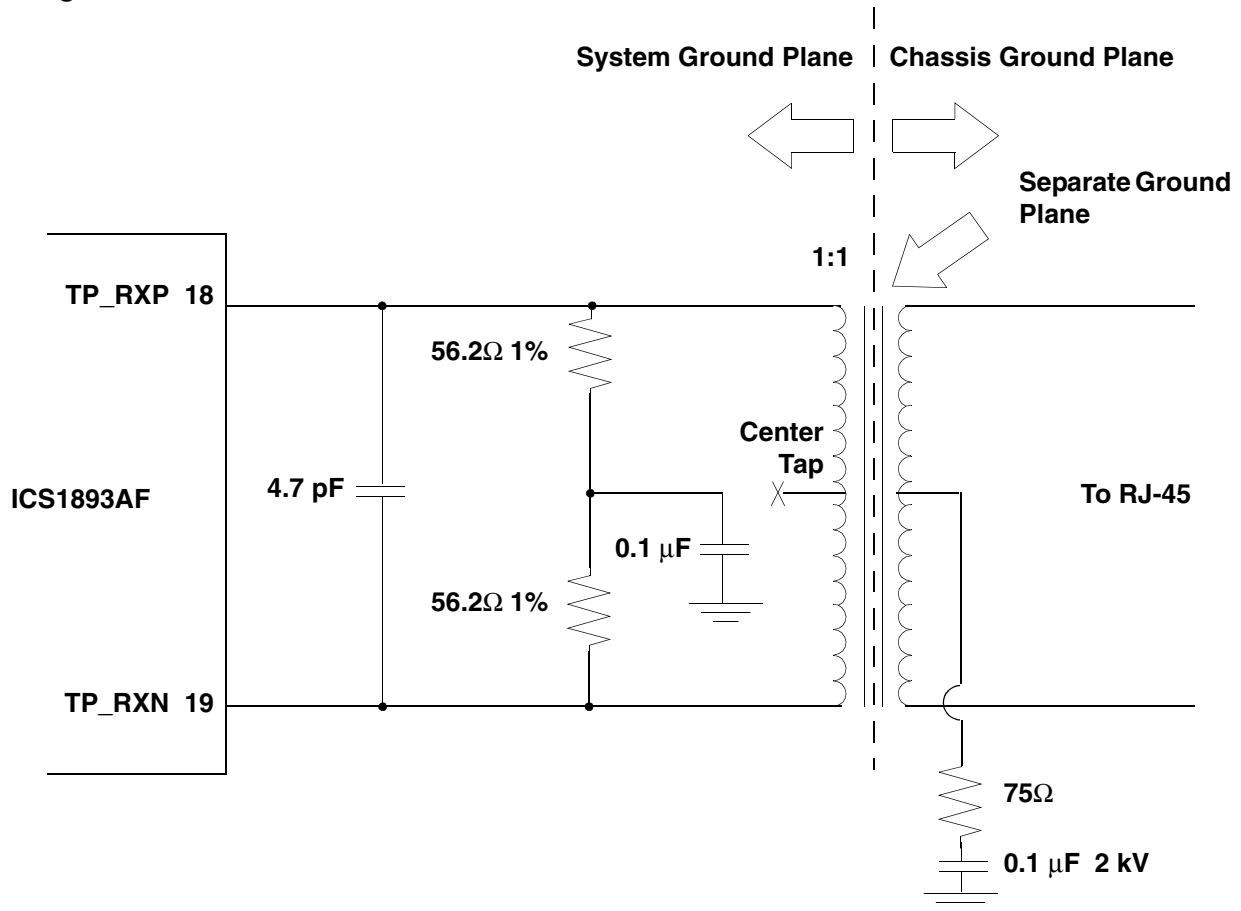 System Ground Plane
Chassis Ground Plane
Separate Ground
Plane
1:1
TP_RXP 18
56.2Ω 1%
Center
Tap
4.7 pF
ICS1893AF
To RJ-45
0.1 μF
56.2Ω 1%
TP_RXN 19
75Ω
0.1 μF 2 kV